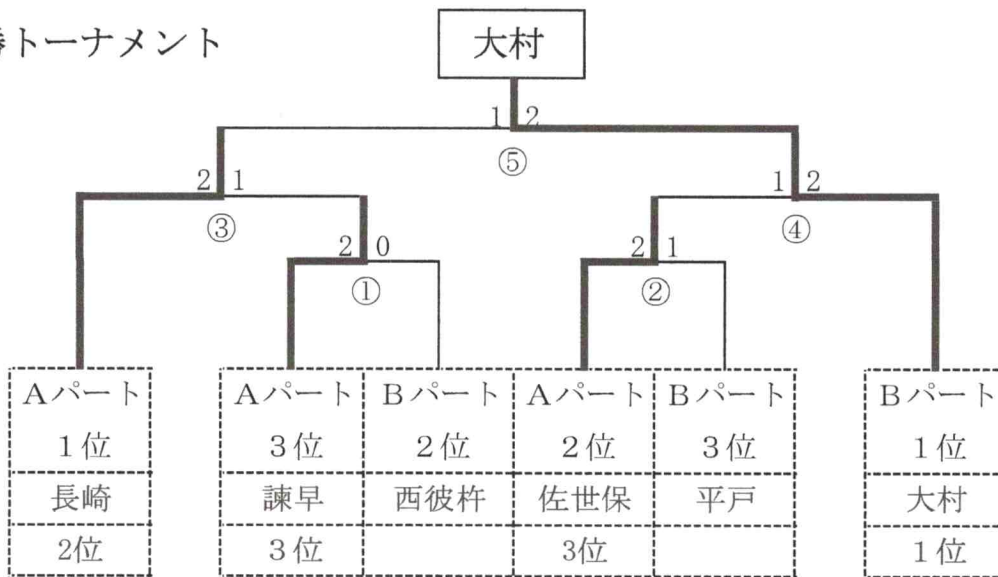 トーナメント
大村
1 2
⑤
2 1 1 2
③ ④
2 0 2 1
① ②
Aパート Aパート Bパート Aパート Bパート Bパート
1位 3位 2位 2位 3位 1位
長崎 諫早 西彼杵 佐世保 平戸 大村
2位 3位 3位 1位